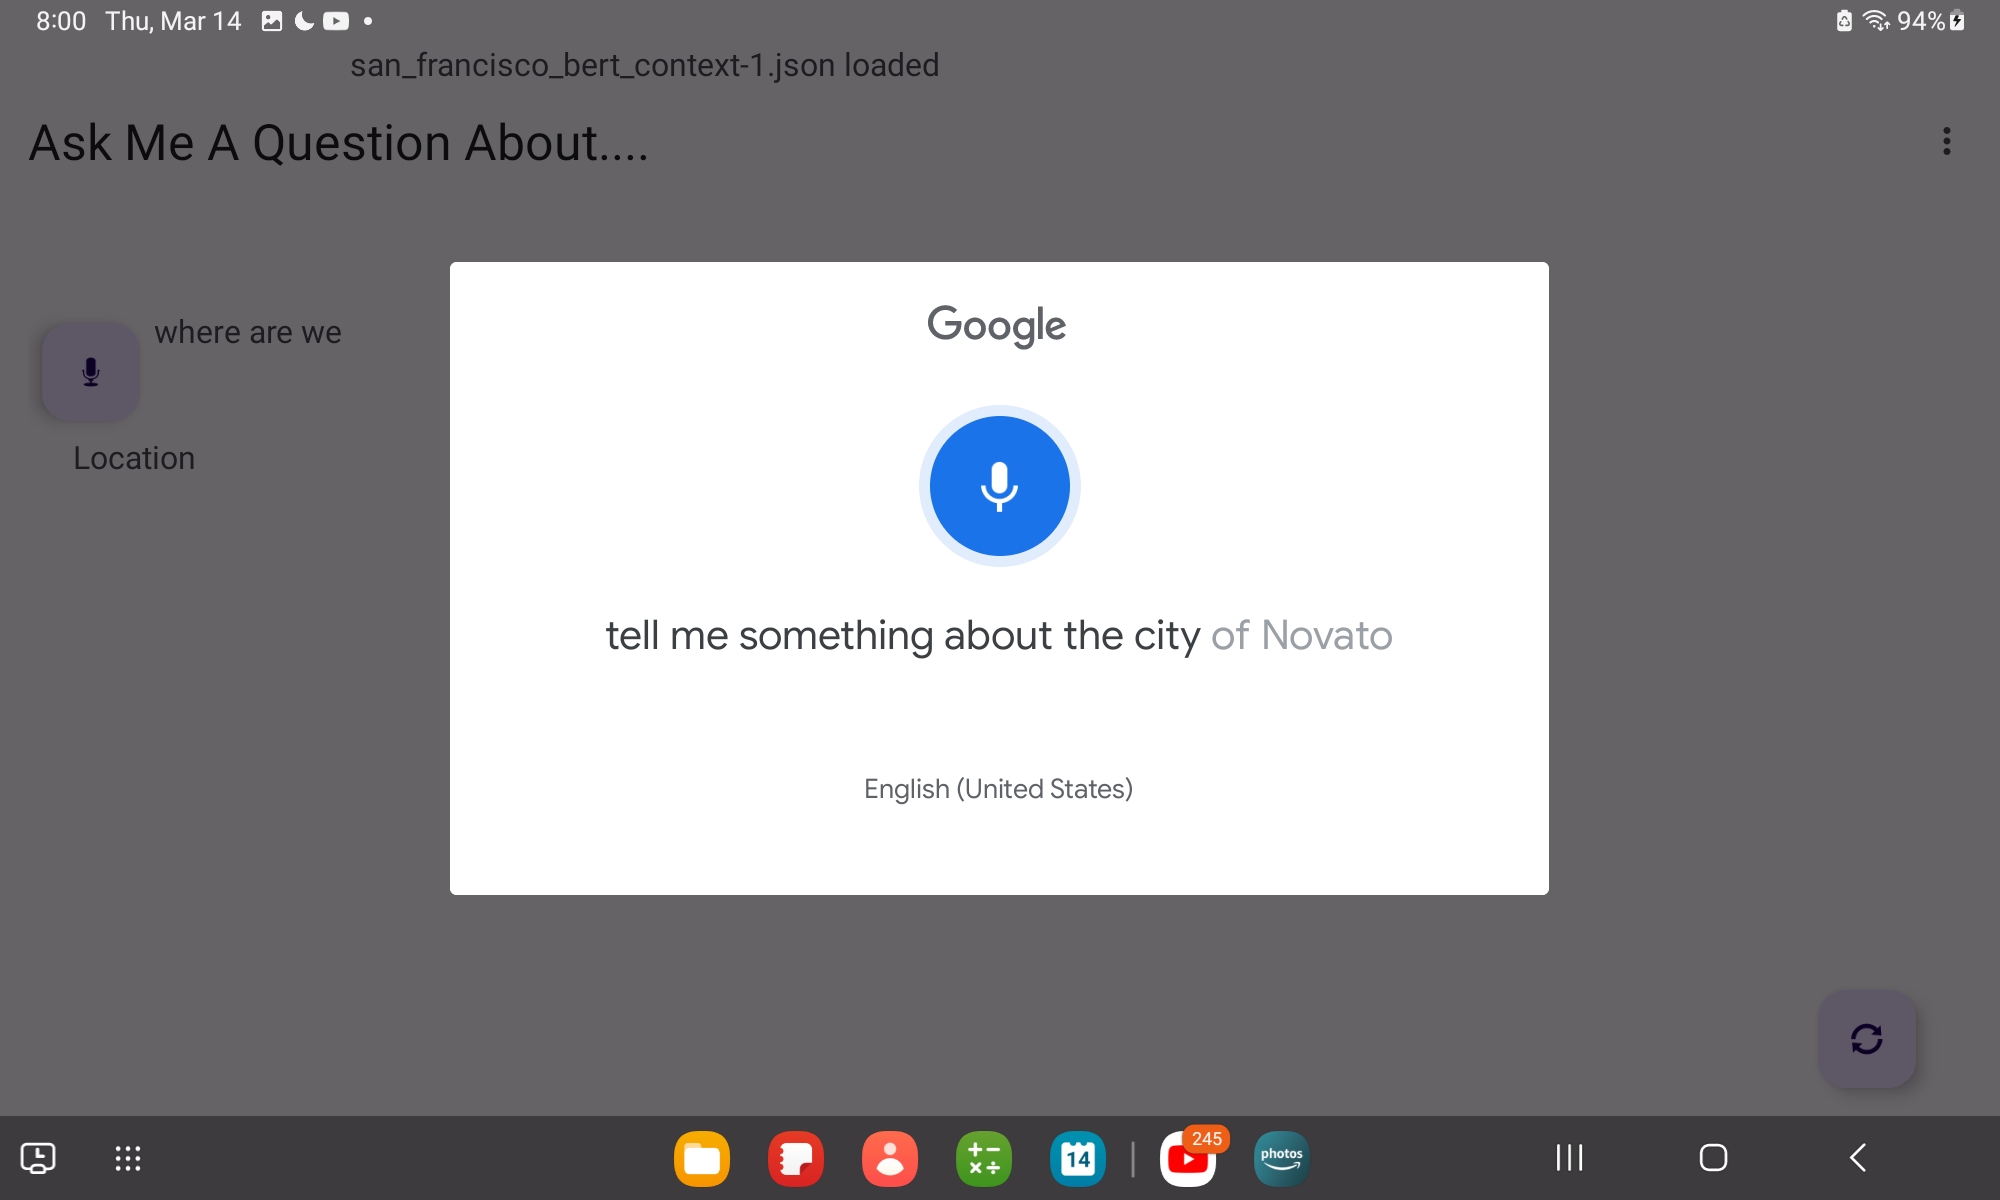 8:00 Thu, Mar 14 94%
san_francisco_bert_context-1.json loaded
Ask Me A Question About....
where are we
Location
Google
tell me something about the city of Novato
English (United States)
14
245
photos